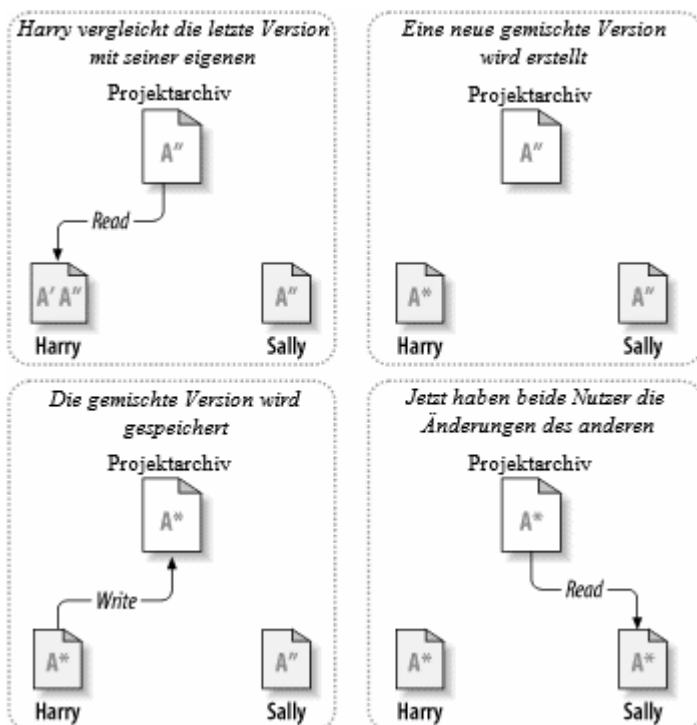 Harry vergleicht die letzte Version
mit seiner eigenen
Projektarchiv
A″
Read
A′ A″
A″
Harry
Sally
Eine neue gemischte Version
wird erstellt
Projektarchiv
A″
A*
A″
Harry
Sally
Die gemischte Version wird
gespeichert
Projektarchiv
A*
Write
A*
A″
Harry
Sally
Jetzt haben beide Nutzer die
Änderungen des anderen
Projektarchiv
A*
Read
A*
A*
Harry
Sally